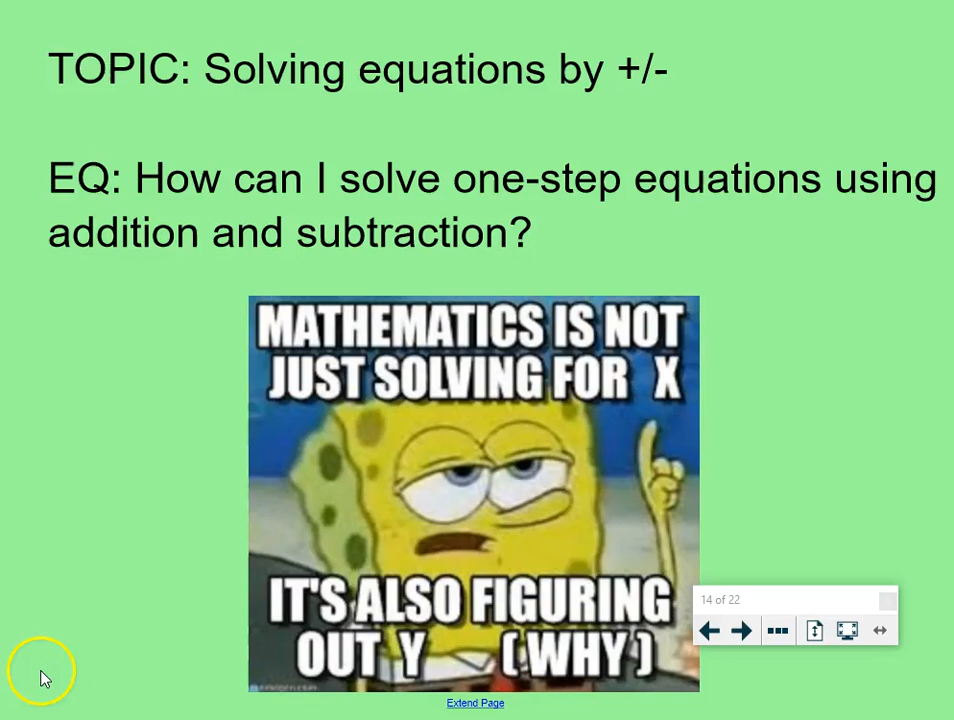 TOPIC: Solving equations by +/-
EQ: How can I solve one-step equations using
addition and subtraction?
MATHEMATICS IS NOT
JUST SOLVING FOR X
IT'S ALSO FIGURING
OUT Y (WHY)
14 of 22
Extend Page